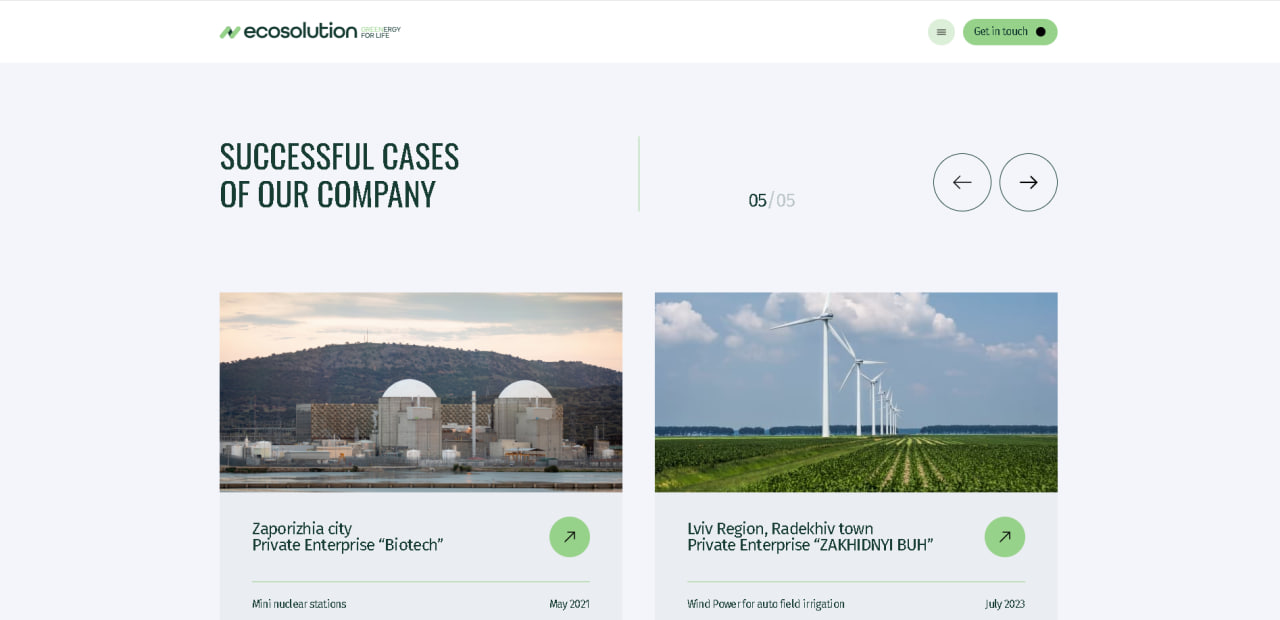 ecosolution
GREENERGY
FOR LIFE
Get in touch
SUCCESSFUL CASES
OF OUR COMPANY
05/05
Zaporizhia city
Private Enterprise “Biotech”
Mini nuclear stations
May 2021
Lviv Region, Radekhiv town
Private Enterprise “ZAKHIDNYI BUH”
Wind Power for auto field irrigation
July 2023